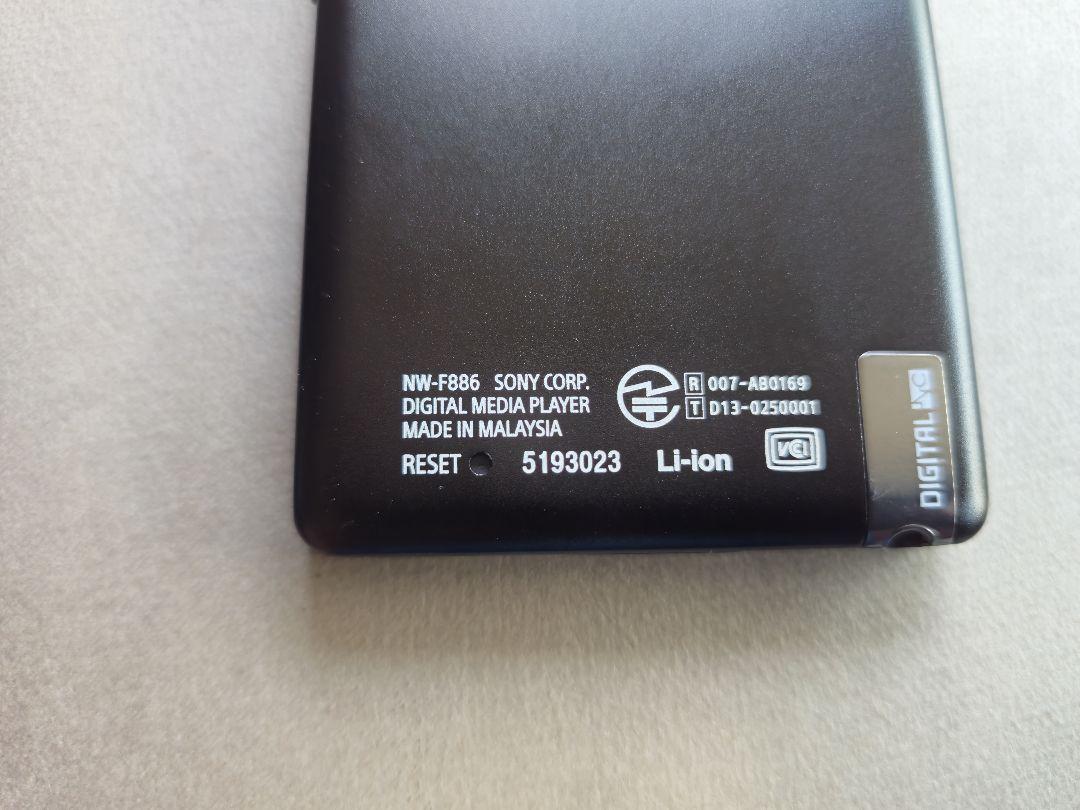 NW-F886 SONY CORP.
DIGITAL MEDIA PLAYER
MADE IN MALAYSIA
RESET 5193023 Li-ion
R 007-AB0169
T D13-0250001
VCI
DIGITAL NC